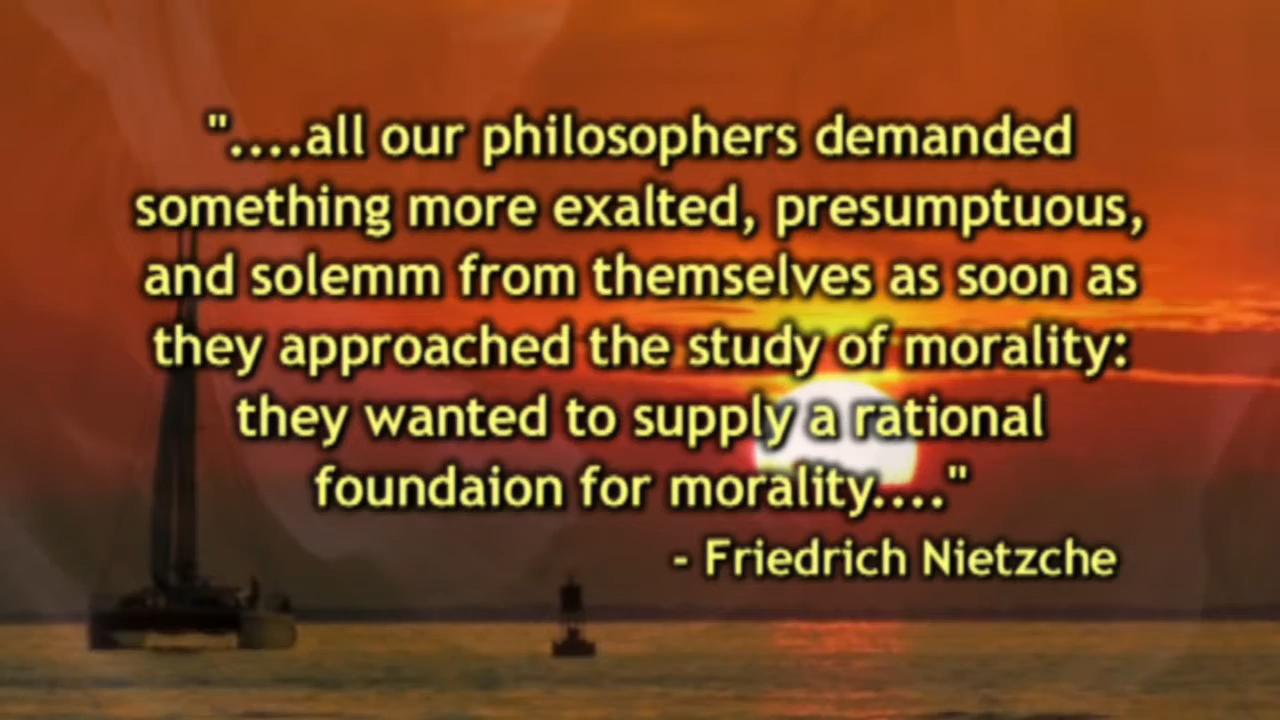 "....all our philosophers demanded
something more exalted, presumptuous,
and solemm from themselves as soon as
they approached the study of morality:
they wanted to supply a rational
foundaion for morality...."
- Friedrich Nietzche